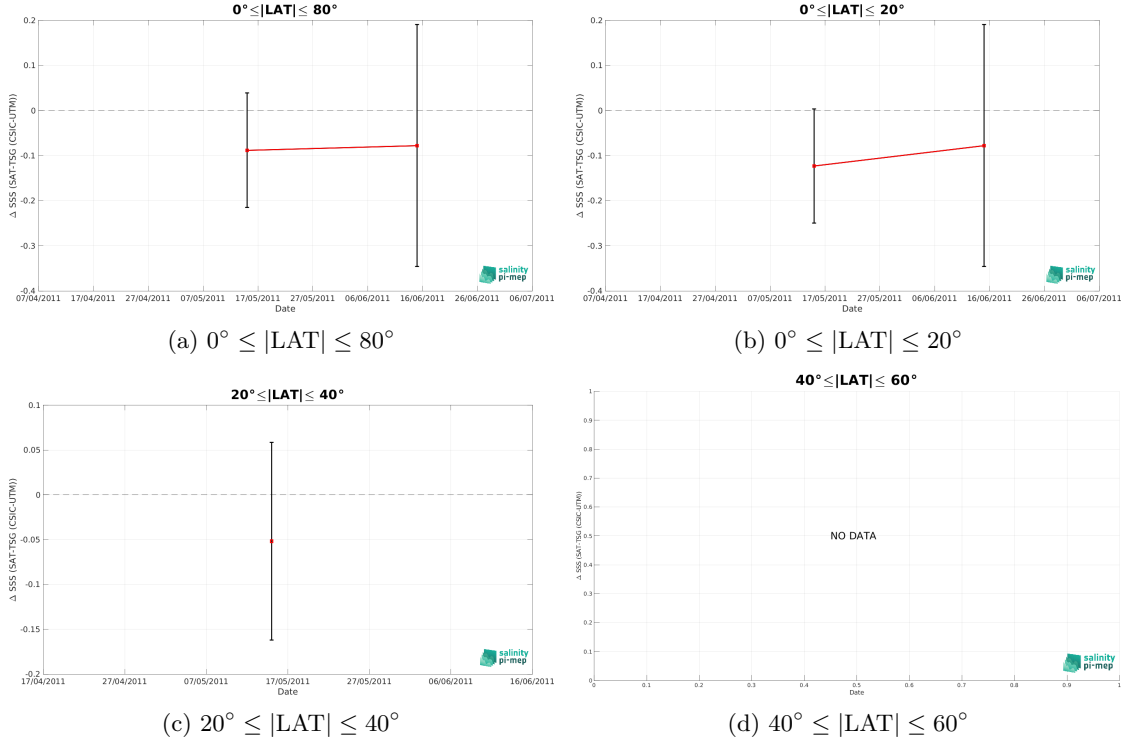 0°≤|LAT|≤ 80°
0.2
0.1
0
-0.1
-0.2
-0.3
-0.4
Δ SSS (SAT-TSG (CSIC-UTM))
07/04/2011 17/04/2011 27/04/2011 07/05/2011 17/05/2011 27/05/2011 06/06/2011 16/06/2011 26/06/2011 06/07/2011
Date
salinity
pi-mep
(a) 0° ≤ |LAT| ≤ 80°
0°≤|LAT|≤ 20°
0.2
0.1
0
-0.1
-0.2
-0.3
-0.4
Δ SSS (SAT-TSG (CSIC-UTM))
07/04/2011 17/04/2011 27/04/2011 07/05/2011 17/05/2011 27/05/2011 06/06/2011 16/06/2011 26/06/2011 06/07/2011
Date
salinity
pi-mep
(b) 0° ≤ |LAT| ≤ 20°
20°≤|LAT|≤ 40°
0.1
0.05
0
-0.05
-0.1
-0.15
-0.2
Δ SSS (SAT-TSG (CSIC-UTM))
17/04/2011 27/04/2011 07/05/2011 17/05/2011 27/05/2011 06/06/2011 16/06/2011
Date
salinity
pi-mep
(c) 20° ≤ |LAT| ≤ 40°
40°≤|LAT|≤ 60°
1
0.9
0.8
0.7
0.6
0.5
0.4
0.3
0.2
0.1
0
Δ SSS (SAT-TSG (CSIC-UTM))
NO DATA
0 0.1 0.2 0.3 0.4 0.5 0.6 0.7 0.8 0.9 1
Date
salinity
pi-mep
(d) 40° ≤ |LAT| ≤ 60°